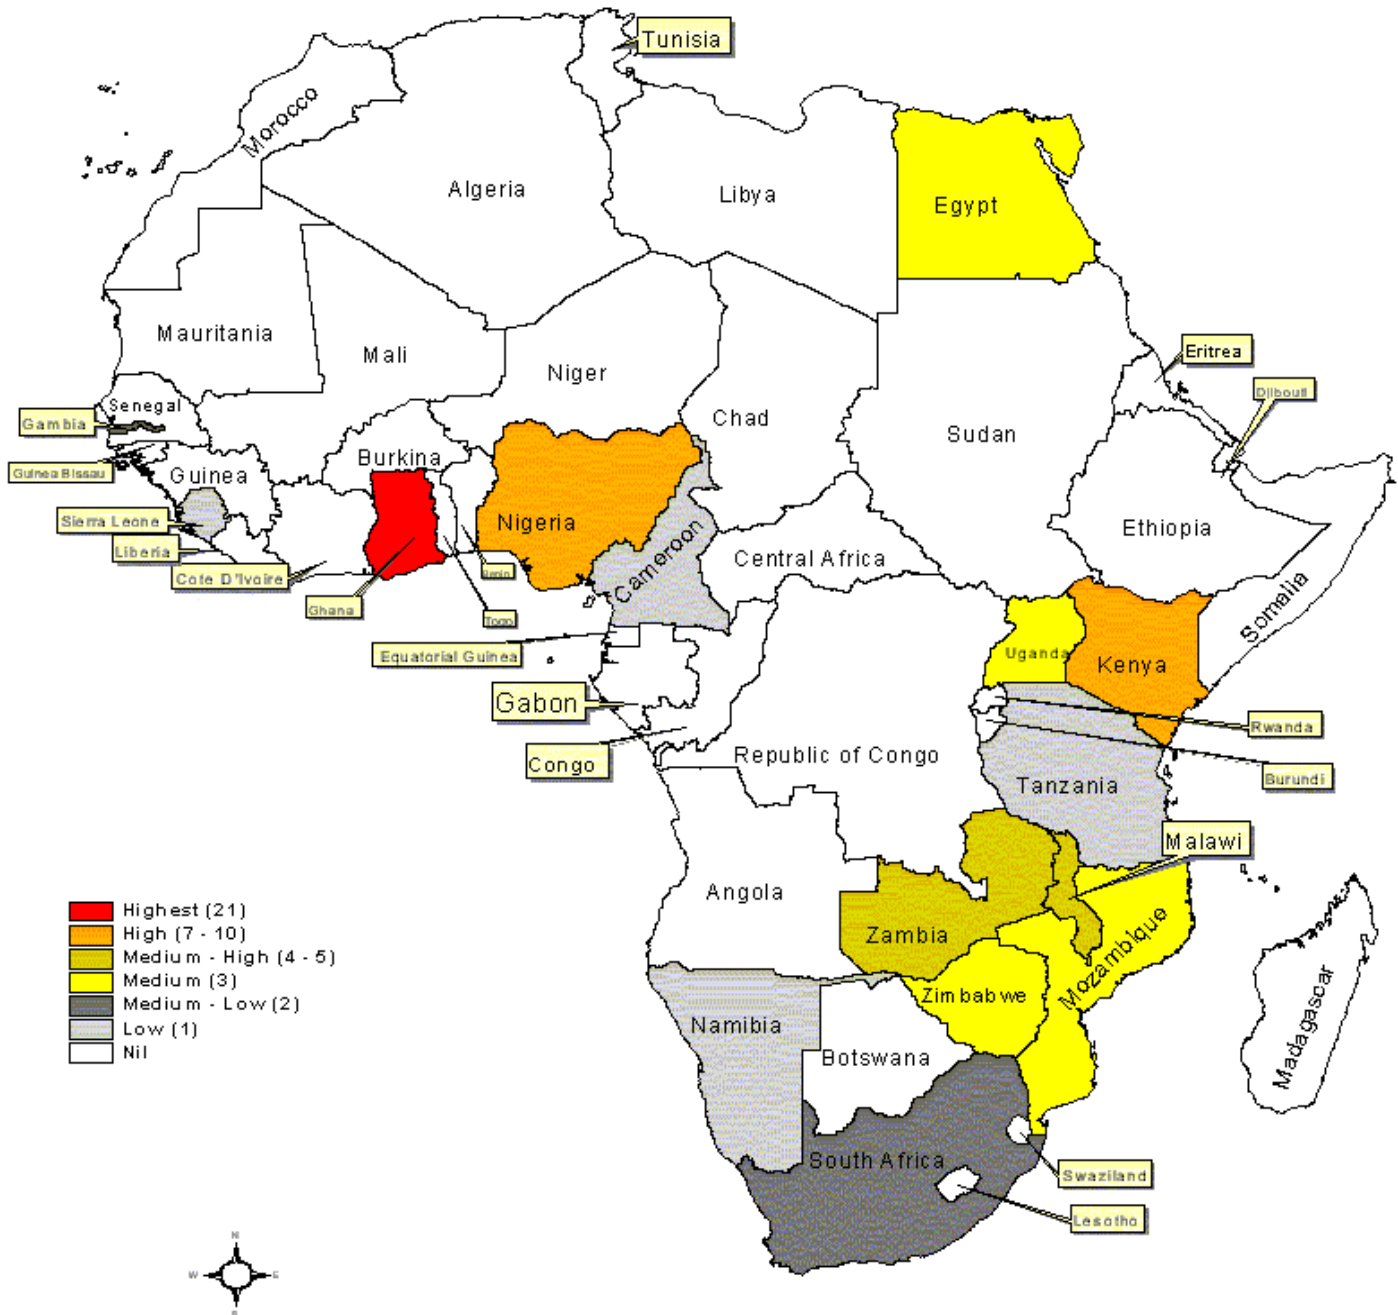 Tunisia
Morocco
Algeria
Libya
Egypt
Mauritania
Mali
Niger
Chad
Sudan
Eritrea
Djibouti
Senegal
Gambia
Guinea Bissau
Guinea
Burkina
Sierra Leone
Liberia
Cote D'Ivoire
Ghana
Togo
Benin
Nigeria
Cameroon
Central Africa
Ethiopia
Somalia
Equatorial Guinea
Gabon
Congo
Republic of Congo
Uganda
Kenya
Rwanda
Burundi
Tanzania
Malawi
Angola
Zambia
Mozambique
Zimbabwe
Namibia
Botswana
Madagascar
South Africa
Swaziland
Lesotho
Highest (21)
High (7 - 10)
Medium - High (4 - 5)
Medium (3)
Medium - Low (2)
Low (1)
Nil
N
W E
S